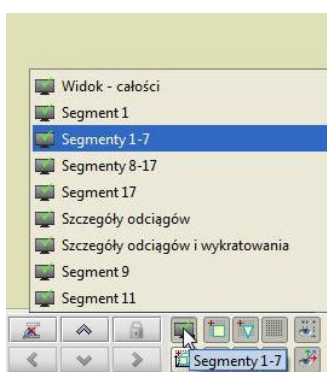 Widok - całości
Segment 1
Segmenty 1-7
Segmenty 8-17
Segment 17
Szczegóły odciągów
Szczegóły odciągów i wykratowania
Segment 9
Segment 11
Segmenty 1-7